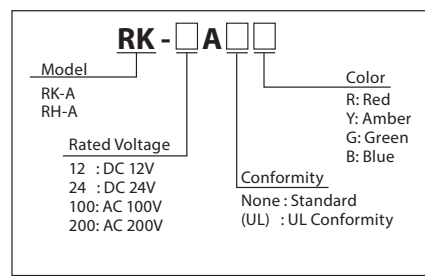 RK-□A□□
Model
RK-A
RH-A
Rated Voltage
12 : DC 12V
24 : DC 24V
100: AC 100V
200: AC 200V
Conformity
None : Standard
(UL) : UL Conformity
Color
R: Red
Y: Amber
G: Green
B: Blue